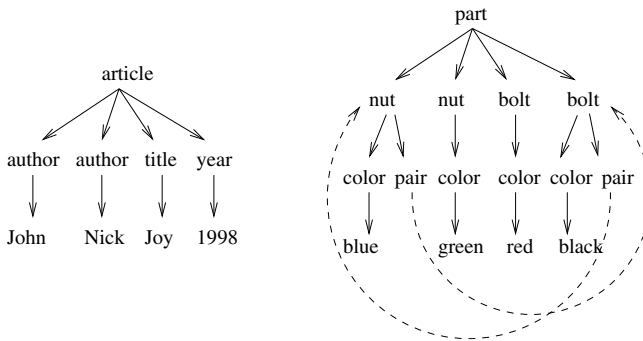 part
article
nut nut bolt bolt
author author title year
color pair color color color pair
John Nick Joy 1998
blue green red black